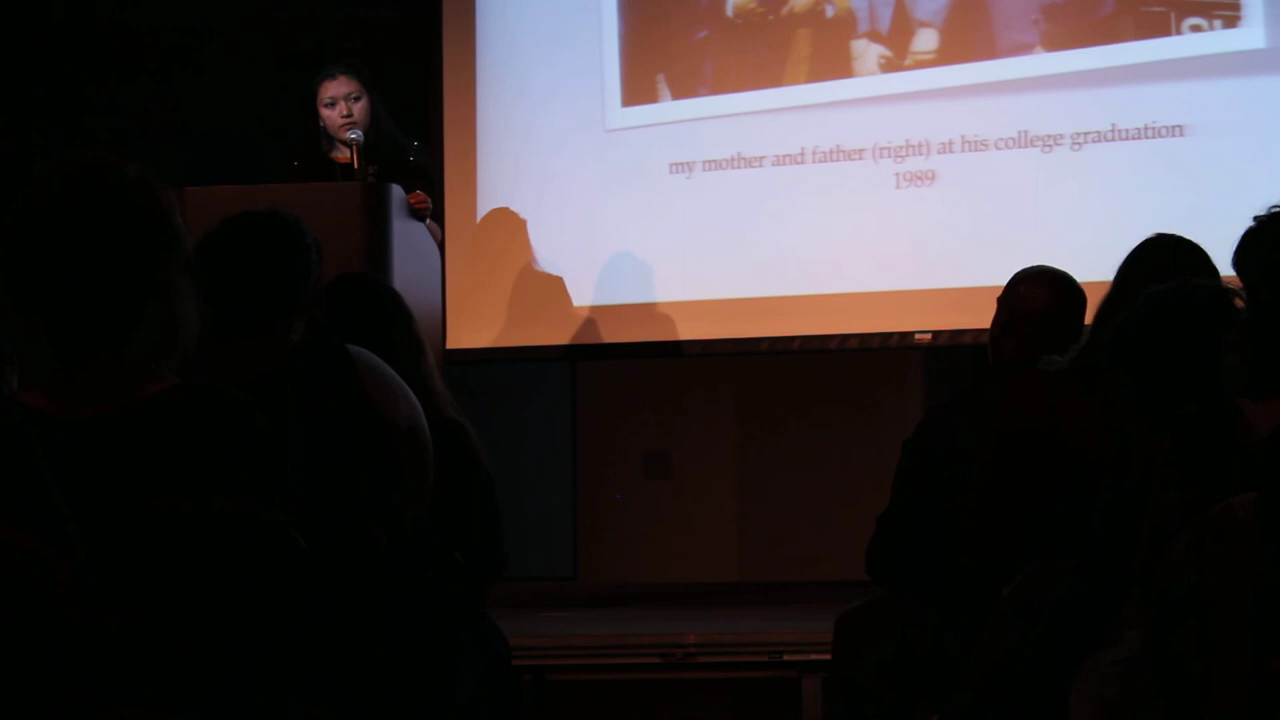 my mother and father (right) at his college graduation
1989